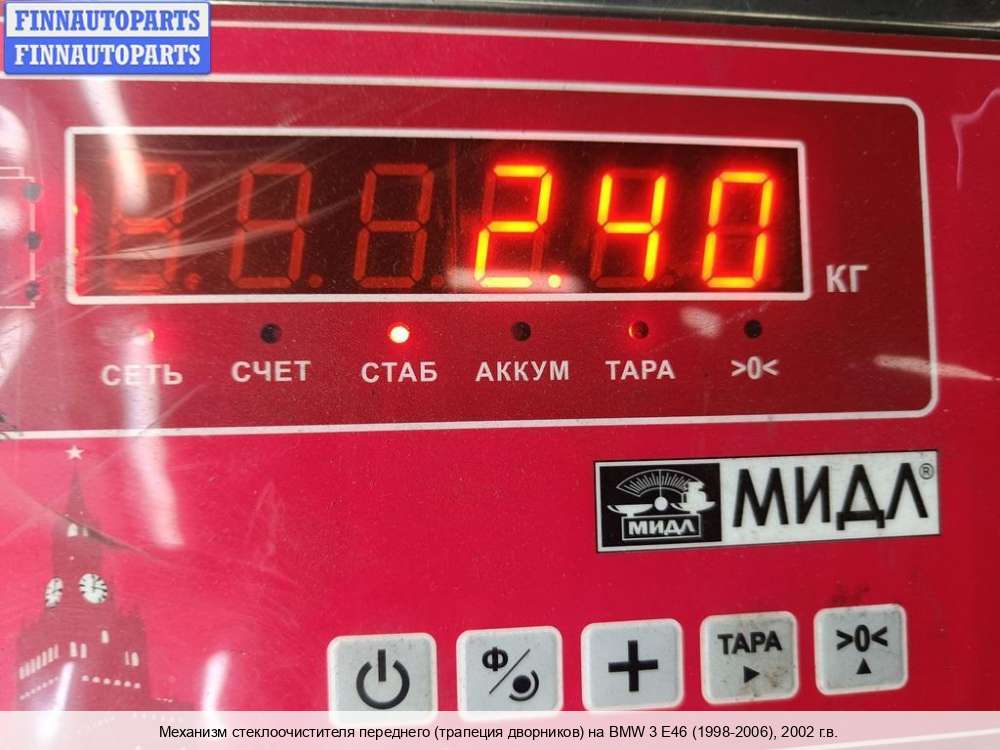 FINNAUTOPARTS
FINNAUTOPARTS
2.40
КГ
СЕТЬ СЧЕТ СТАБ АККУМ ТАРА >0<
МИДЛ МИДЛ®
Ф ТАРА >0<
Механизм стеклоочистителя переднего (трапеция дворников) на BMW 3 E46 (1998-2006), 2002 г.в.